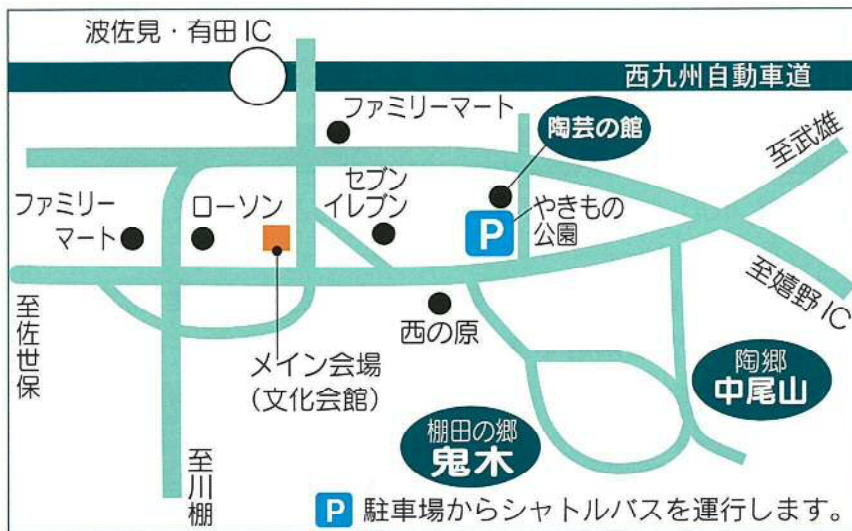 波佐見・有田IC
西九州自動車道
ファミリーマート
陶芸の館
至武雄
セブン
イレブン
ファミリー
マート
ローソン
P
やきもの
公園
至嬉野IC
至佐世保
西の原
メイン会場
(文化会館)
陶郷
中尾山
棚田の郷
鬼木
至川棚
P 駐車場からシャトルバスを運行します。